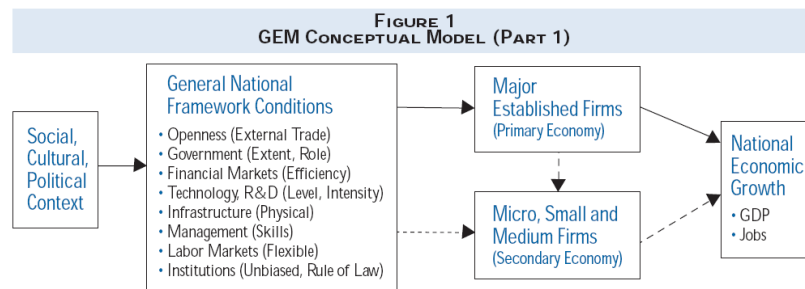 FIGURE 1
GEM CONCEPTUAL MODEL (PART 1)
Social,
Cultural,
Political
Context
General National
Framework Conditions
• Openness (External Trade)
• Government (Extent, Role)
• Financial Markets (Efficiency)
• Technology, R&D (Level, Intensity)
• Infrastructure (Physical)
• Management (Skills)
• Labor Markets (Flexible)
• Institutions (Unbiased, Rule of Law)
Major
Established Firms
(Primary Economy)
Micro, Small and
Medium Firms
(Secondary Economy)
National
Economic
Growth
• GDP
• Jobs